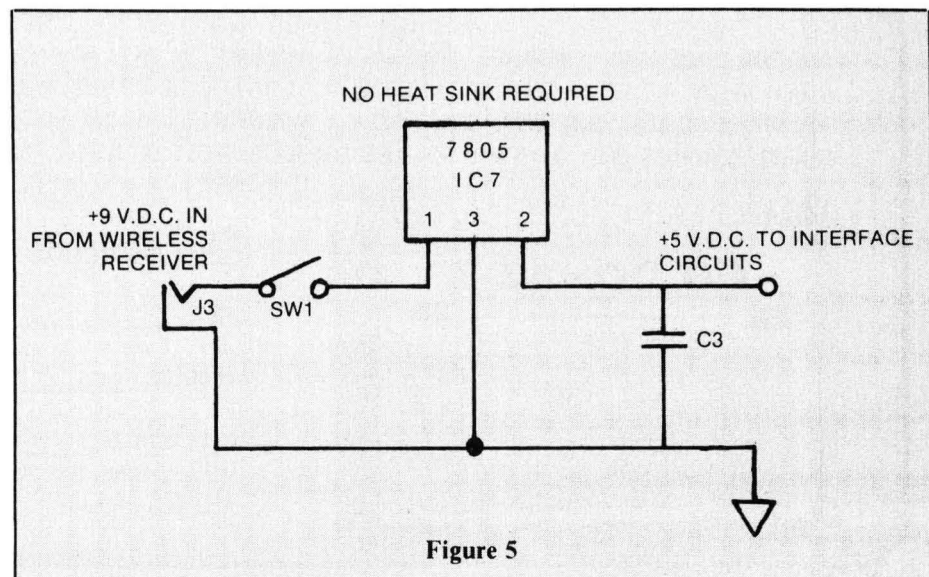 NO HEAT SINK REQUIRED
7805
IC7
1 3 2
+9 V.D.C. IN
FROM WIRELESS
RECEIVER
J3
SW1
+5 V.D.C. TO INTERFACE
CIRCUITS
C3
Figure 5